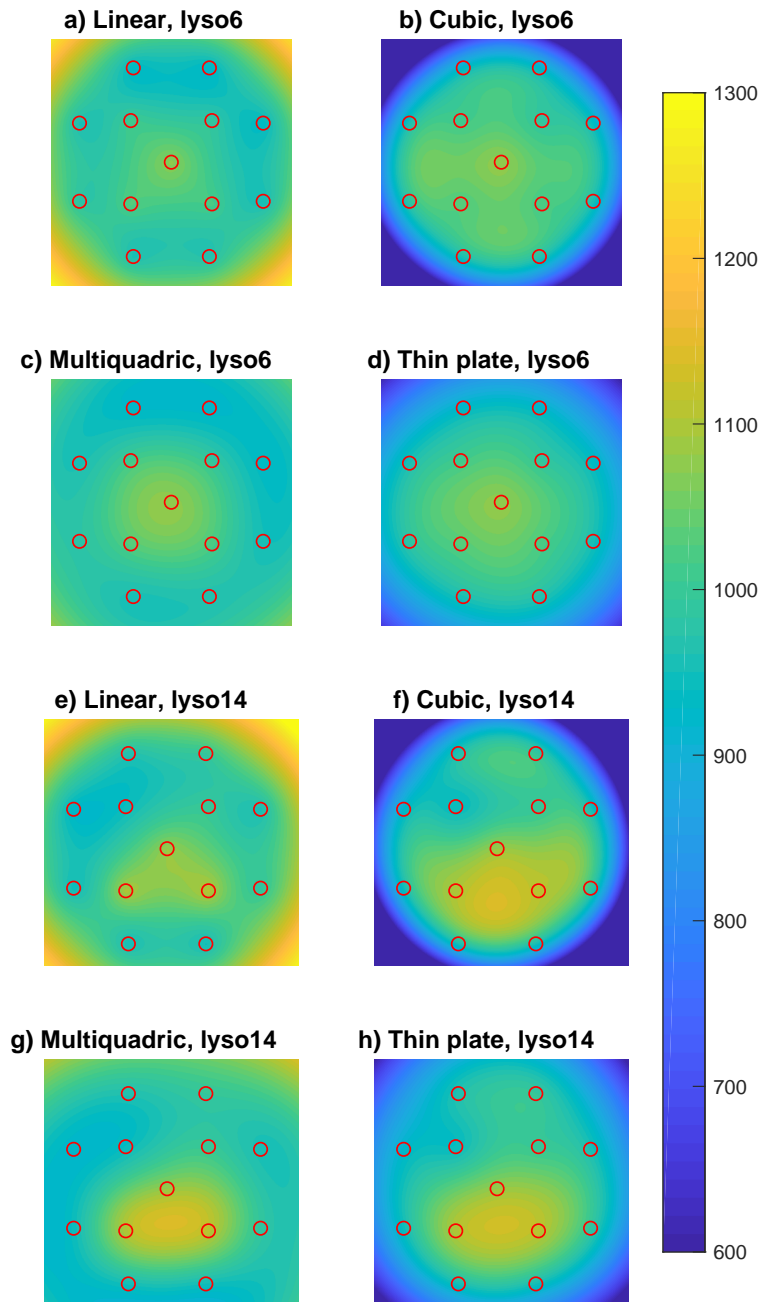 a) Linear, lyso6
b) Cubic, lyso6
c) Multiquadric, lyso6
d) Thin plate, lyso6
e) Linear, lyso14
f) Cubic, lyso14
g) Multiquadric, lyso14
h) Thin plate, lyso14
1300
1200
1100
1000
900
800
700
600